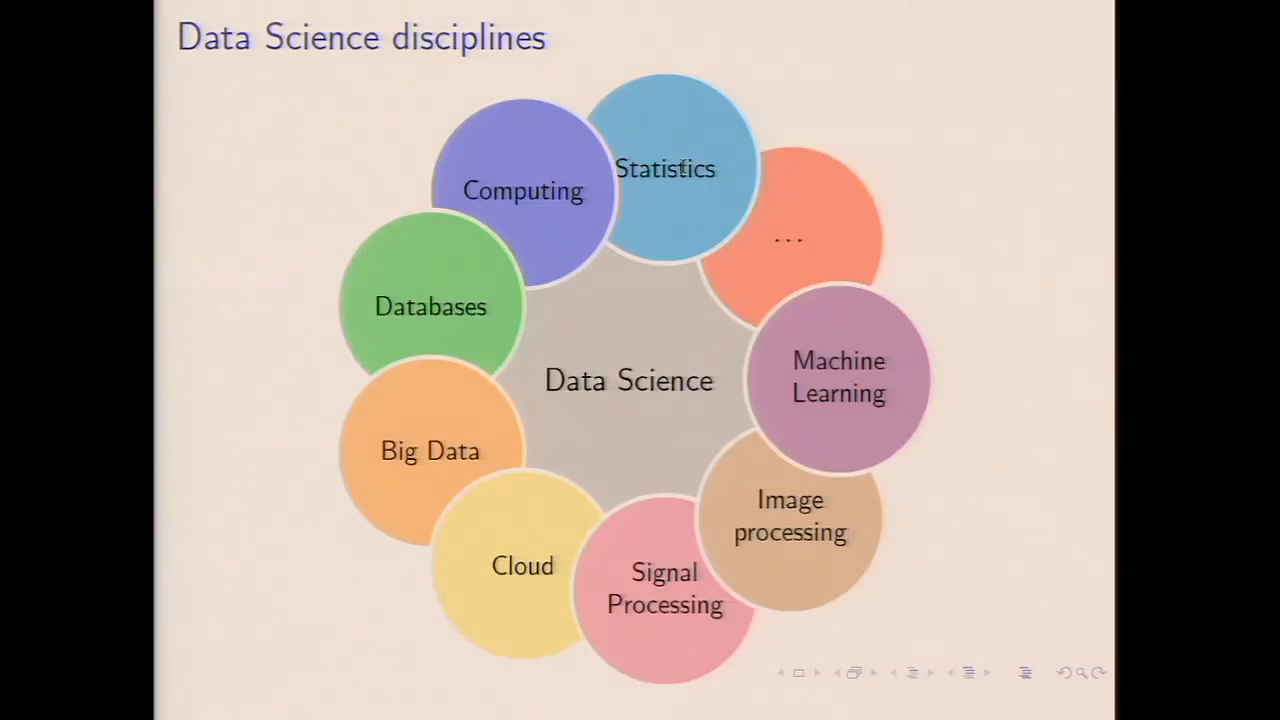 Data Science disciplines
Statistics
Computing
...
Databases
Machine
Learning
Data Science
Big Data
Image
processing
Cloud
Signal
Processing